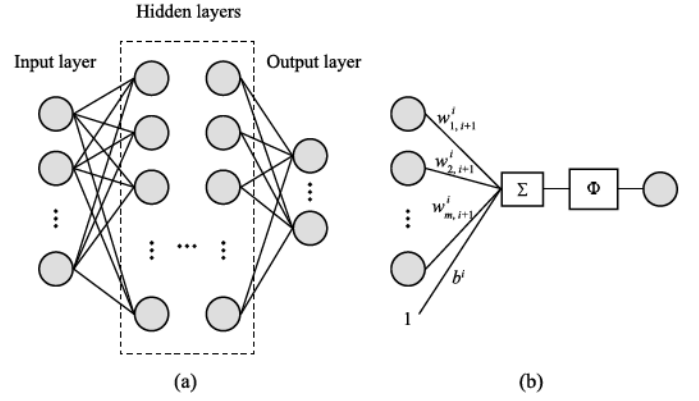 Hidden layers
Input layer
Output layer
w^i_{1, i+1}
w^i_{2, i+1}
w^i_{m, i+1}
b^i
1
Σ
Φ
(a)
(b)